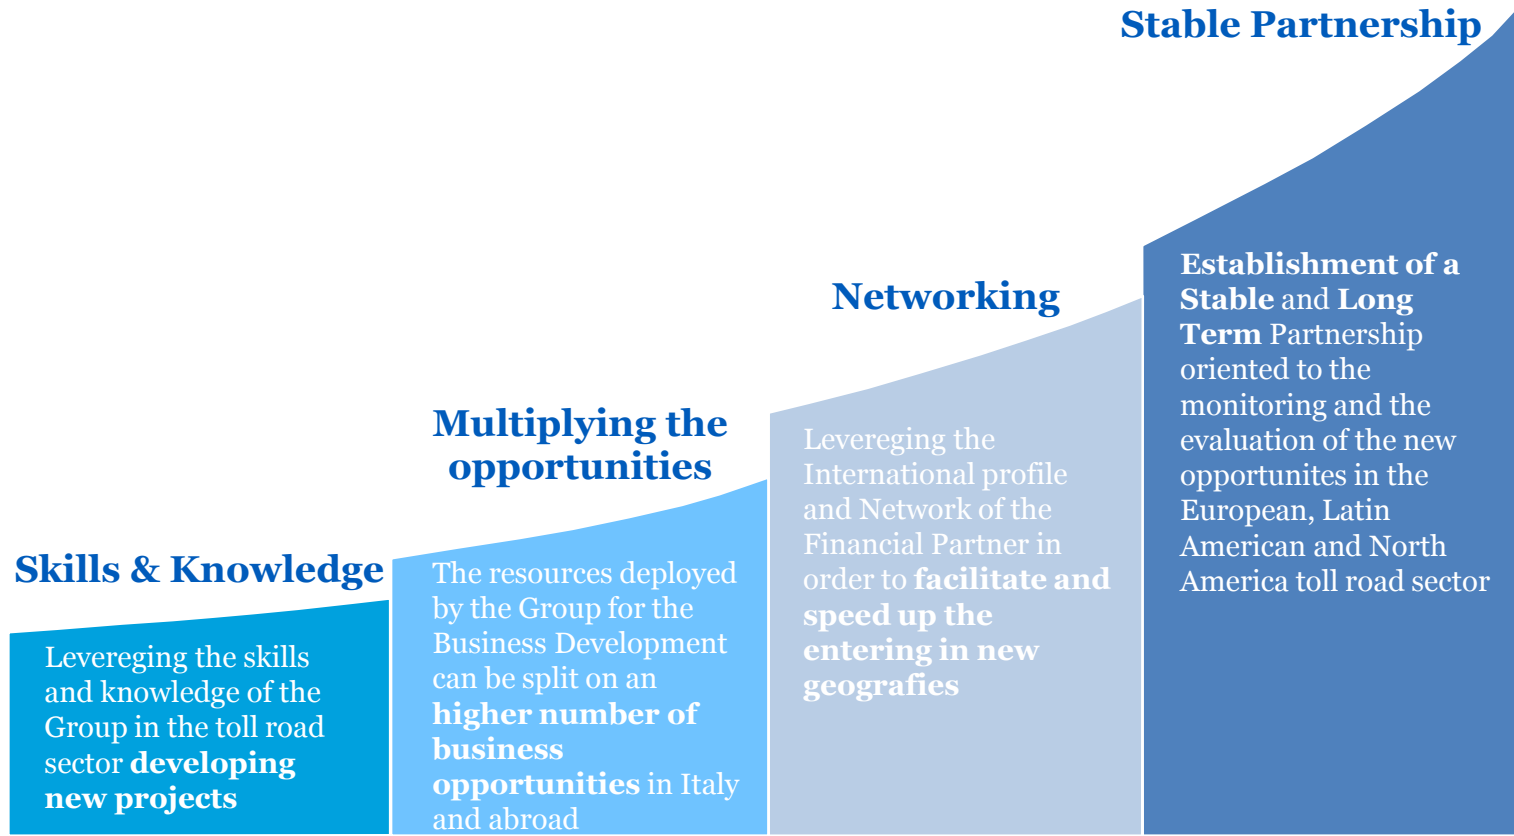 Skills & Knowledge
Levereging the skills
and knowledge of the
Group in the toll road
sector developing
new projects
Multiplying the
opportunities
The resources deployed
by the Group for the
Business Development
can be split on an
higher number of
business
opportunities in Italy
and abroad
Networking
Levereging the
International profile
and Network of the
Financial Partner in
order to facilitate and
speed up the
entering in new
geografies
Stable Partnership
Establishment of a
Stable and Long
Term Partnership
oriented to the
monitoring and the
evaluation of the new
opportunites in the
European, Latin
American and North
America toll road sector